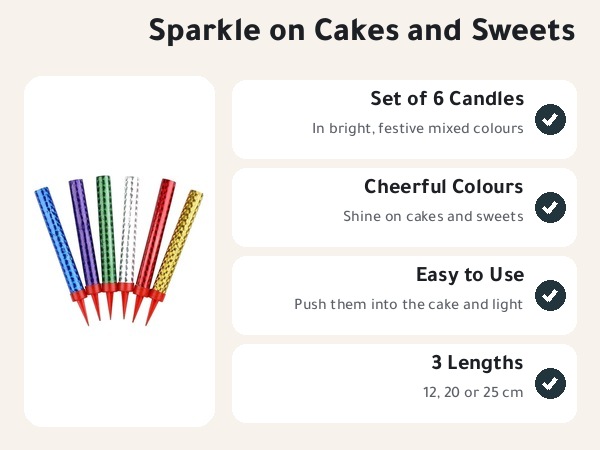 Sparkle on Cakes and Sweets
Set of 6 Candles
In bright, festive mixed colours
Cheerful Colours
Shine on cakes and sweets
Easy to Use
Push them into the cake and light
3 Lengths
12, 20 or 25 cm